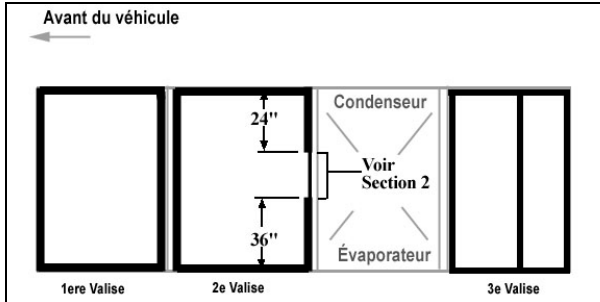 Avant du véhicule
Condenseur
24"
Voir
Section 2
36"
Évaporateur
1ere Valise
2e Valise
3e Valise